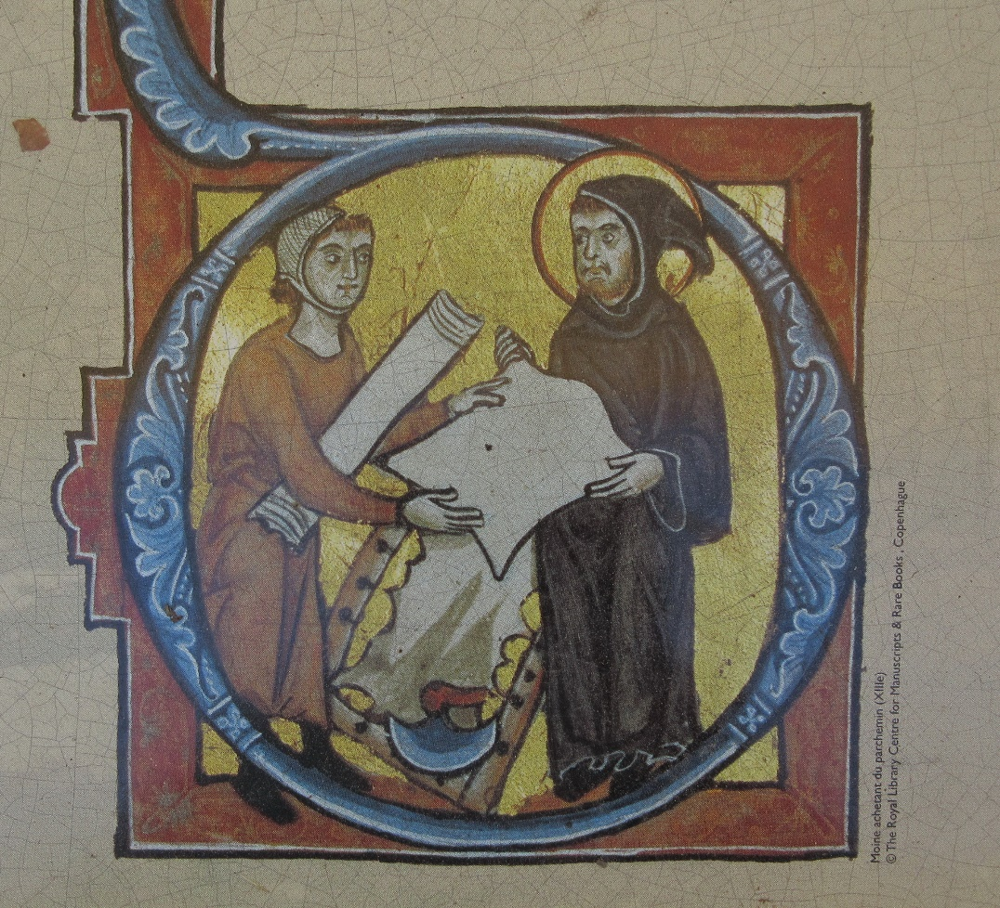 Moine achetant du parchemin (XIIIe)
© The Royal Library Centre for Manuscripts & Rare Books , Copenhague